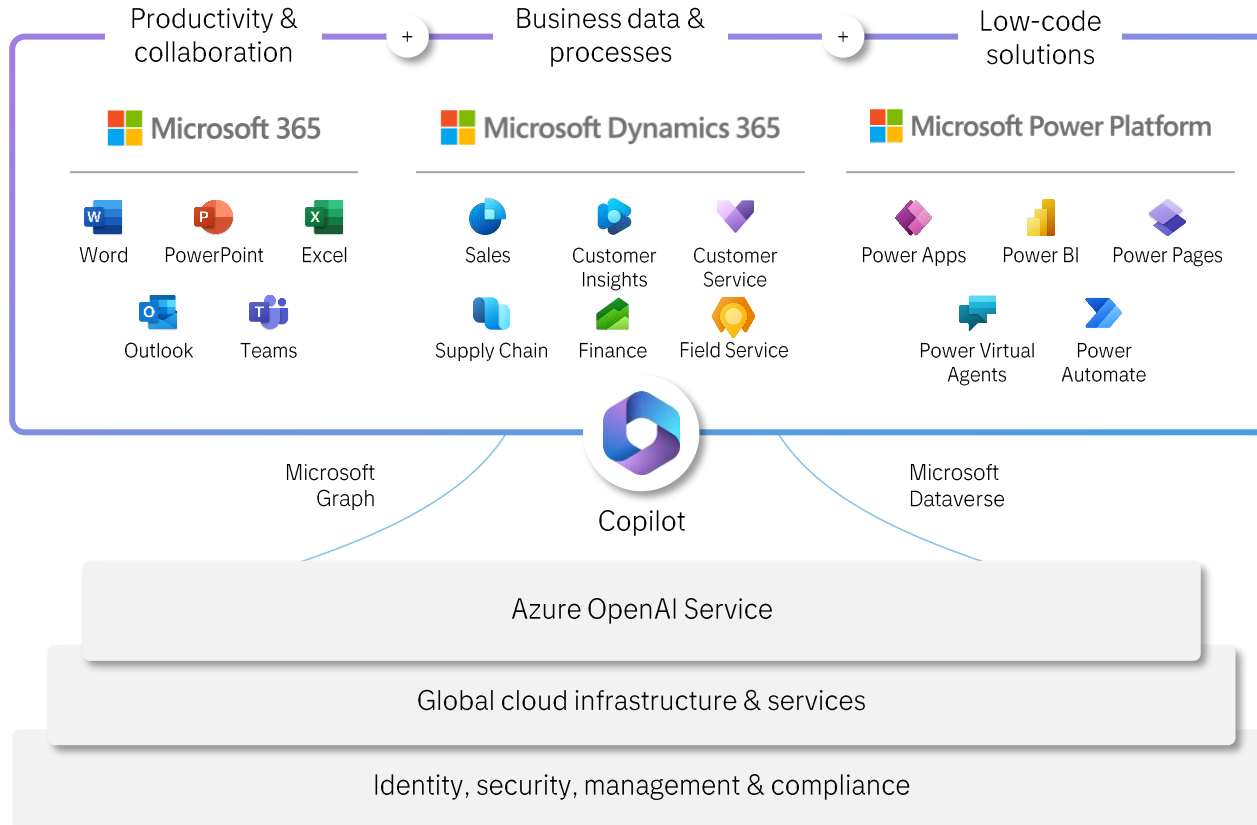 Productivity &
collaboration
+
Business data &
processes
+
Low-code
solutions
Microsoft 365
Microsoft Dynamics 365
Microsoft Power Platform
W
Word
P
PowerPoint
X
Excel
Sales
Customer
Insights
Customer
Service
Power Apps
Power BI
Power Pages
O
Outlook
T
Teams
Supply Chain
Finance
Field Service
Power Virtual
Agents
Power
Automate
Microsoft
Graph
Copilot
Microsoft
Dataverse
Azure OpenAI Service
Global cloud infrastructure & services
Identity, security, management & compliance